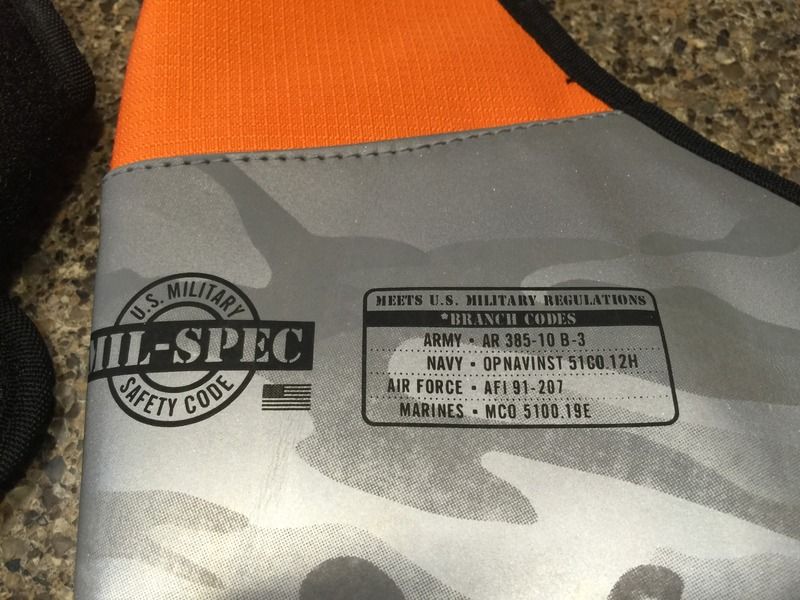 U.S. MILITARY
MIL-SPEC
SAFETY CODE
MEETS U.S. MILITARY REGULATIONS
*BRANCH CODES
ARMY • AR 385-10 B-3
NAVY • OPNAVINST 5100.12H
AIR FORCE • AFI 91-207
MARINES • MCO 5100.19E